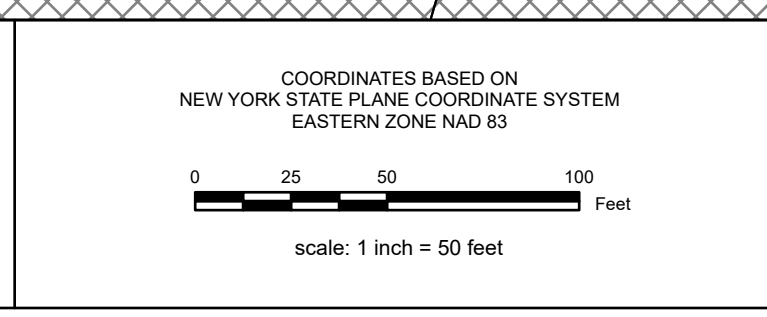 COORDINATES BASED ON
NEW YORK STATE PLANE COORDINATE SYSTEM
EASTERN ZONE NAD 83
0 25 50 100
Feet
scale: 1 inch = 50 feet